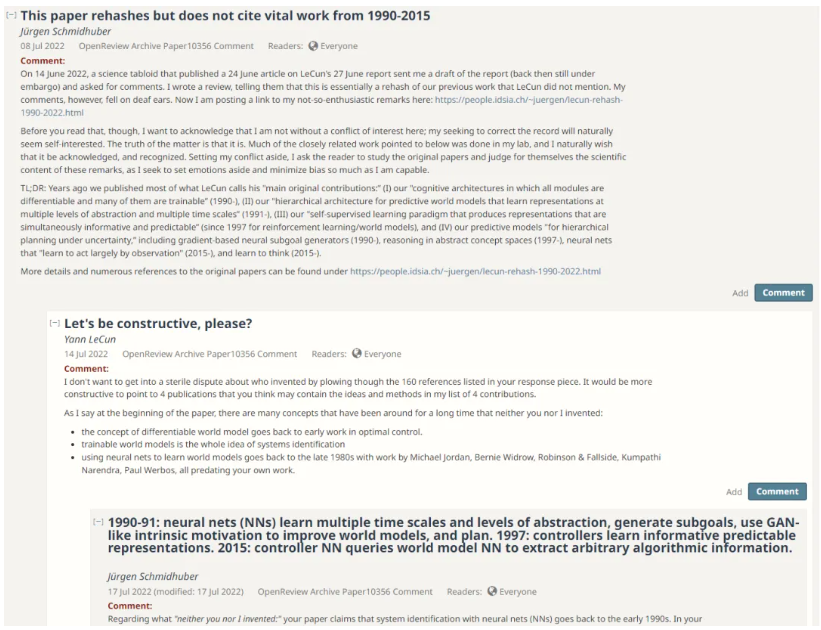 [−] This paper rehashes but does not cite vital work from 1990-2015
Jürgen Schmidhuber
08 Jul 2022 OpenReview Archive Paper10356 Comment Readers: Everyone
Comment:
On 14 June 2022, a science tabloid that published a 24 June article on LeCun's 27 June report sent me a draft of the report (back then still under
embargo) and asked for comments. I wrote a review, telling them that this is essentially a rehash of our previous work that LeCun did not mention. My
comments, however, fell on deaf ears. Now I am posting a link to my not-so-enthusiastic remarks here: https://people.idsia.ch/~juergen/lecun-rehash-
1990-2022.html
Before you read that, though, I want to acknowledge that I am not without a conflict of interest here; my seeking to correct the record will naturally
seem self-interested. The truth of the matter is that it is. Much of the closely related work pointed to below was done in my lab, and I naturally wish
that it be acknowledged, and recognized. Setting my conflict aside, I ask the reader to study the original papers and judge for themselves the scientific
content of these remarks, as I seek to set emotions aside and minimize bias so much as I am capable.
TL;DR: Years ago we published most of what LeCun calls his "main original contributions:" (I) our "cognitive architectures in which all modules are
differentiable and many of them are trainable" (1990-), (II) our "hierarchical architecture for predictive world models that learn representations at
multiple levels of abstraction and multiple time scales" (1991-), (III) our "self-supervised learning paradigm that produces representations that are
simultaneously informative and predictable" (since 1997 for reinforcement learning/world models), and (IV) our predictive models "for hierarchical
planning under uncertainty," including gradient-based neural subgoal generators (1990-), reasoning in abstract concept spaces (1997-), neural nets
that "learn to act largely by observation" (2015-), and learn to think (2015-).
More details and numerous references to the original papers can be found under https://people.idsia.ch/~juergen/lecun-rehash-1990-2022.html
Add Comment
[−] Let's be constructive, please?
Yann LeCun
14 Jul 2022 OpenReview Archive Paper10356 Comment Readers: Everyone
Comment:
I don't want to get into a sterile dispute about who invented by plowing though the 160 references listed in your response piece. It would be more
constructive to point to 4 publications that you think may contain the ideas and methods in my list of 4 contributions.
As I say at the beginning of the paper, there are many concepts that have been around for a long time that neither you nor I invented:
• the concept of differentiable world model goes back to early work in optimal control.
• trainable world models is the whole idea of systems identification
• using neural nets to learn world models goes back to the late 1980s with work by Michael Jordan, Bernie Widrow, Robinson & Fallside, Kumpathi
Narendra, Paul Werbos, all predating your own work.
Add Comment
[−] 1990-91: neural nets (NNs) learn multiple time scales and levels of abstraction, generate subgoals, use GAN-
like intrinsic motivation to improve world models, and plan. 1997: controllers learn informative predictable
representations. 2015: controller NN queries world model NN to extract arbitrary algorithmic information.
Jürgen Schmidhuber
17 Jul 2022 (modified: 17 Jul 2022) OpenReview Archive Paper10356 Comment Readers: Everyone
Comment:
Regarding what "neither you nor I invented:" your paper claims that system identification with neural nets (NNs) goes back to the early 1990s. In your